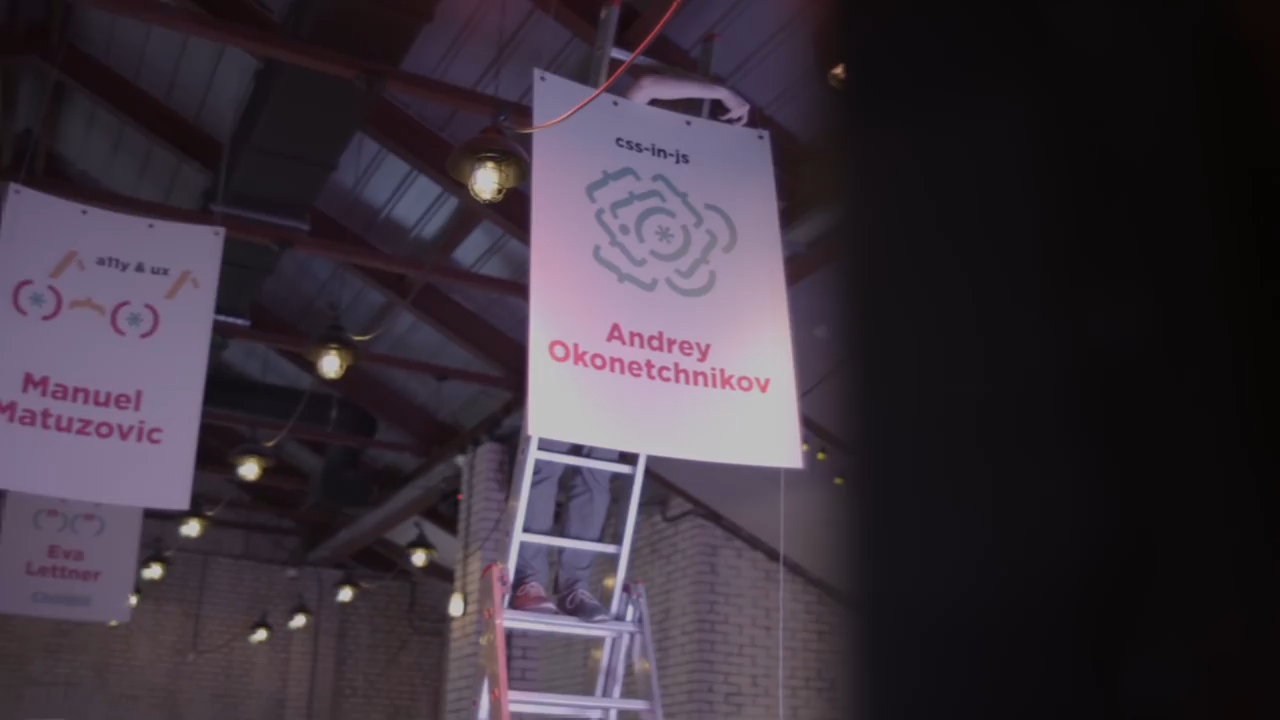 css-in-js
Andrey
Okonetchnikov
a11y & ux
Manuel
Matuzovic
Eva
Lettner